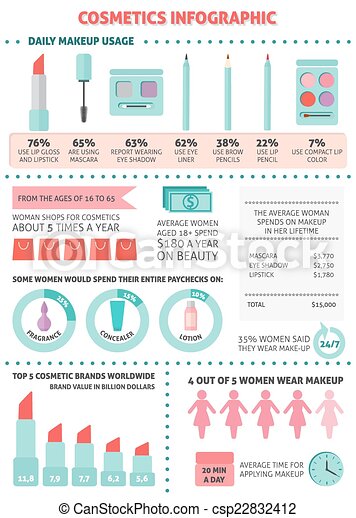 COSMETICS INFOGRAPHIC
DAILY MAKEUP USAGE
76% 65% 63% 62% 38% 22% 7%
USE LIP GLOSS ARE USING REPORT WEARING USE EYE USE BROW USE LIP USE COMPACT LIP
AND LIPSTICK MASCARA EYE SHADOW LINER PENCILS PENCIL COLOR
FROM THE AGES OF 16 TO 65
WOMAN SHOPS FOR COSMETICS
ABOUT 5 TIMES A YEAR
AVERAGE WOMEN
AGED 18+ SPEND
$180 A YEAR
ON BEAUTY
THE AVERAGE WOMAN
SPENDS ON MAKEUP
IN HER LIFETIME
MASCARA $3,770
EYE SHADOW $2,750
LIPSTICK $1,780
TOTAL $15,000
SOME WOMEN WOULD SPEND THEIR ENTIRE PAYCHECKS ON:
25% 15% 10%
FRAGRANCE CONCEALER LOTION
35% WOMEN SAID
THEY WEAR MAKE-UP
24/7
TOP 5 COSMETIC BRANDS WORLDWIDE
BRAND VALUE IN BILLION DOLLARS
11,8 7,9 7,7 6,2 5,6
4 OUT OF 5 WOMEN WEAR MAKEUP
20 MIN
A DAY
AVERAGE TIME FOR
APPLYING MAKEUP
© CanStockPhoto.com - csp22832412